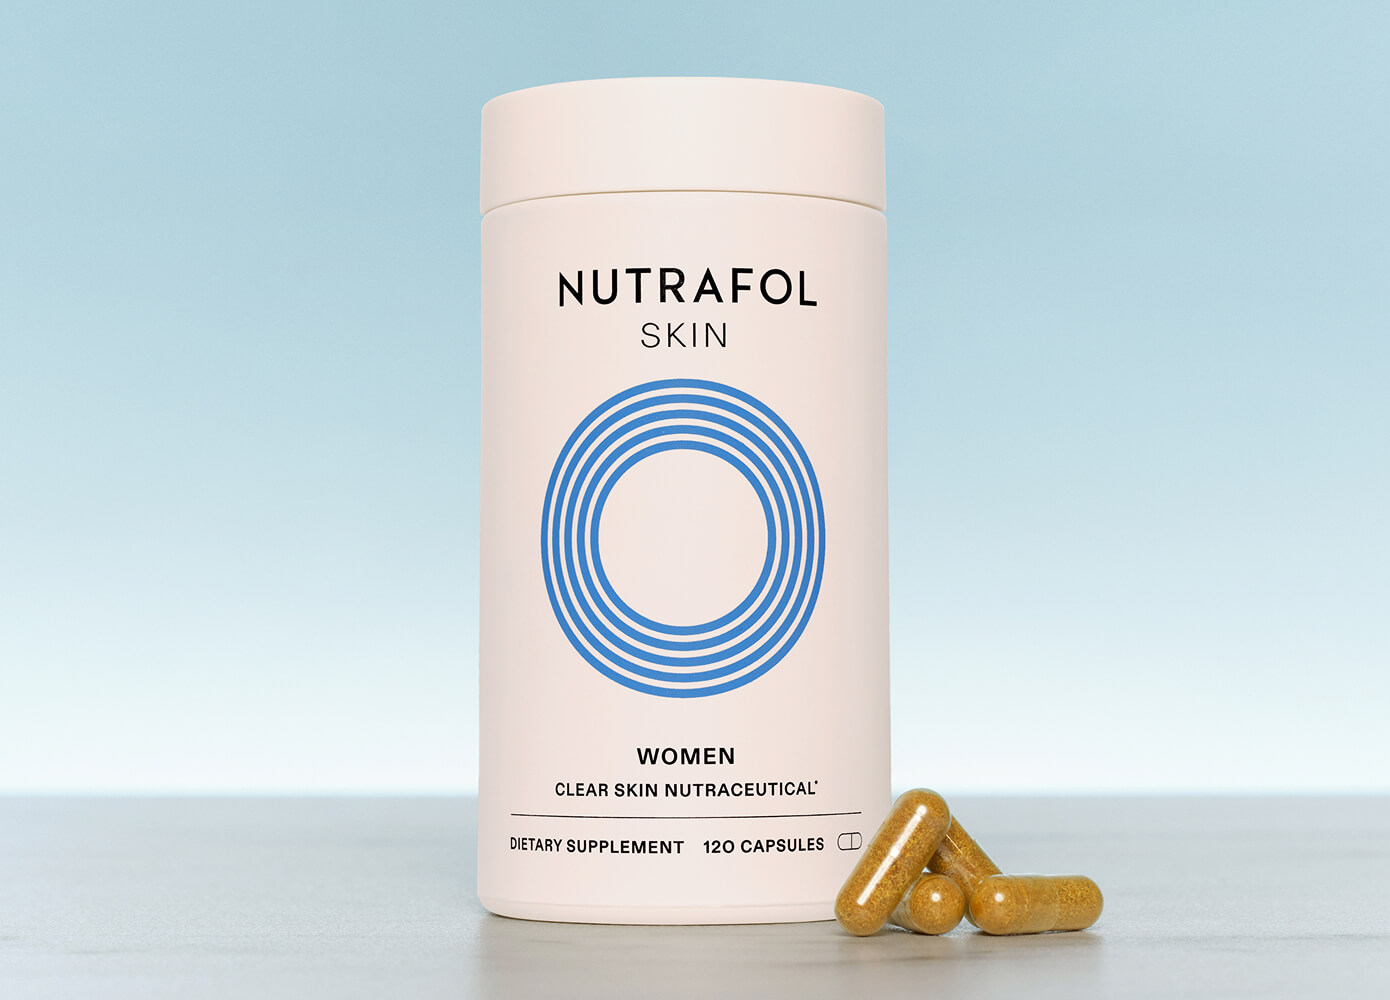 NUTRAFOL
SKIN
WOMEN
CLEAR SKIN NUTRACEUTICAL*
DIETARY SUPPLEMENT 120 CAPSULES